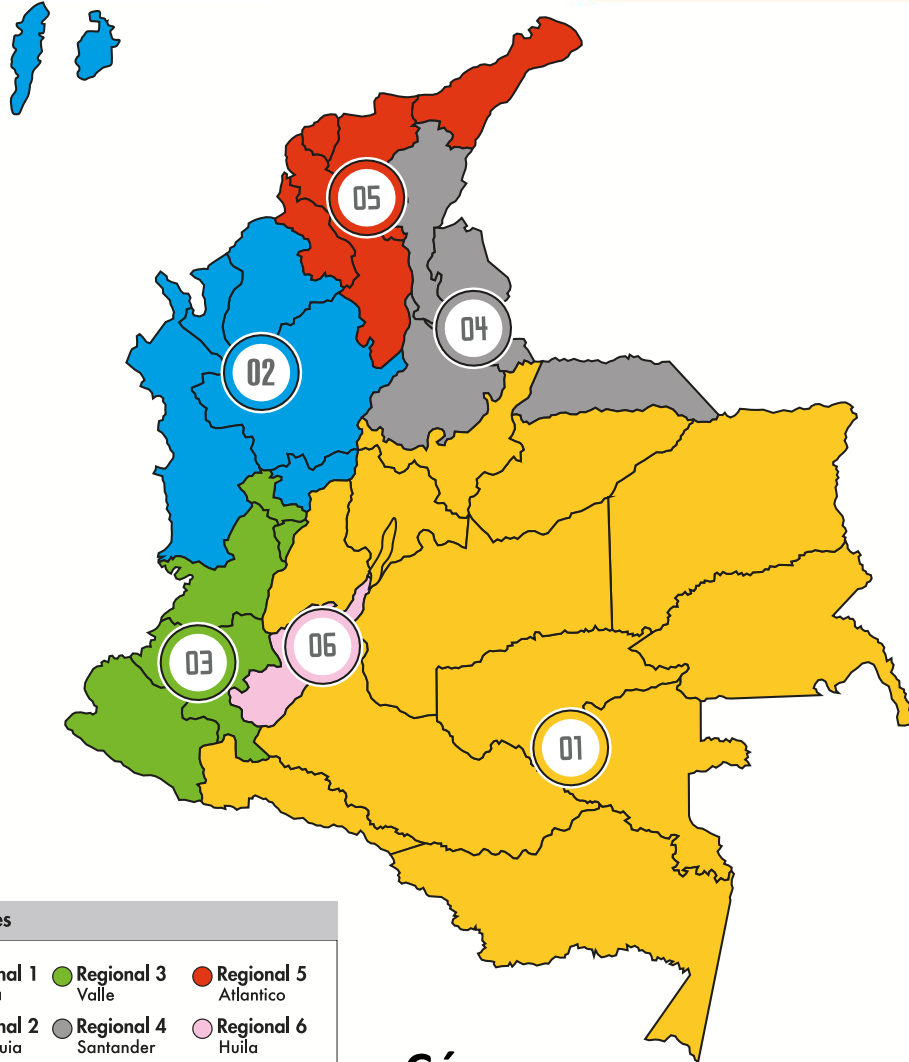 05
04
02
06
03
01
es
nal 1
Regional 3
Regional 5
a
Valle
Atlantico
nal 2
Regional 4
Regional 6
uia
Santander
Huila